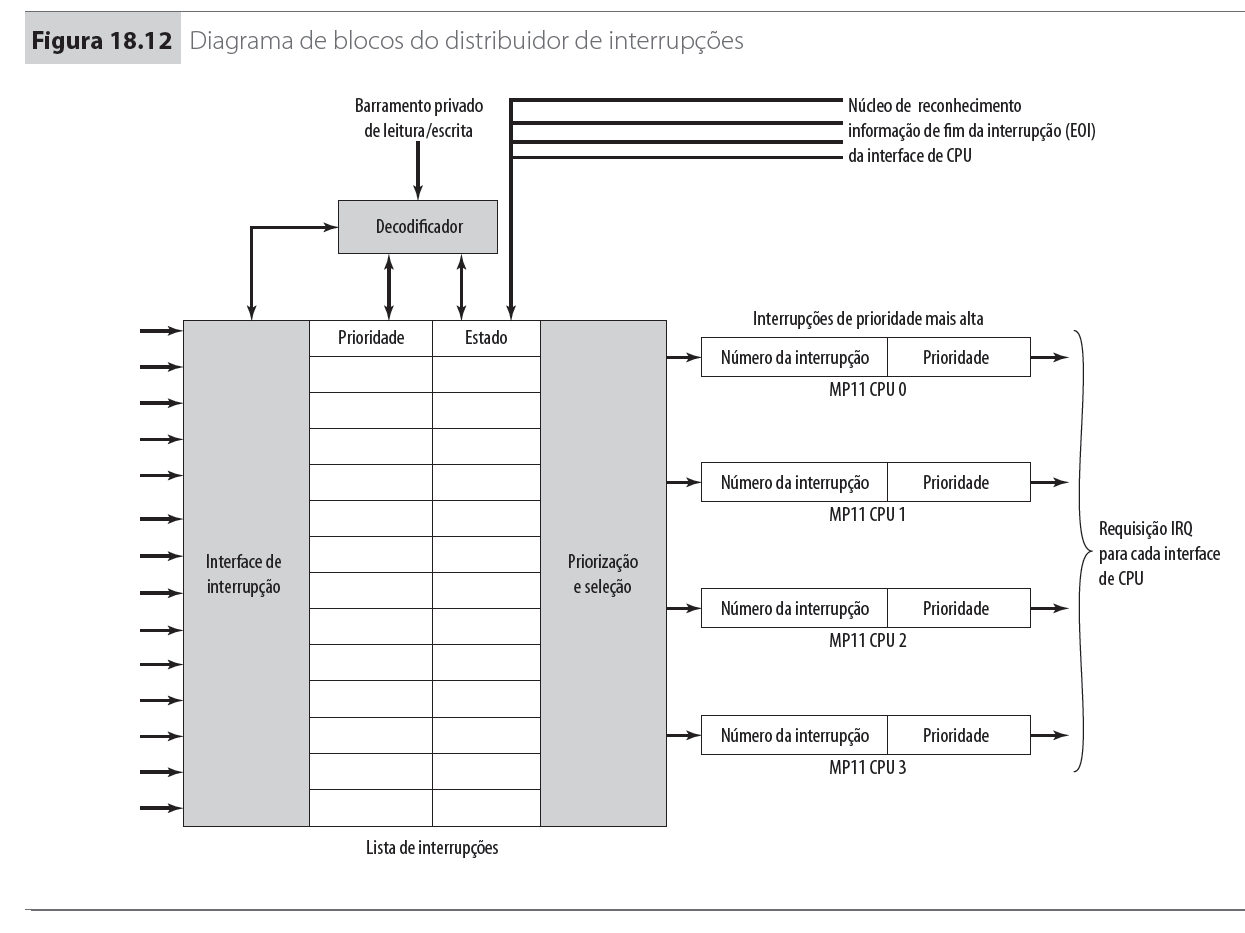 Figura 18.12 Diagrama de blocos do distribuidor de interrupções
Barramento privado
de leitura/escrita
Núcleo de reconhecimento
informação de fim da interrupção (EOI)
da interface de CPU
Decodificador
Prioridade
Estado
Interface de
interrupção
Priorização
e seleção
Lista de interrupções
Interrupções de prioridade mais alta
Número da interrupção
Prioridade
MP11 CPU 0
Número da interrupção
Prioridade
MP11 CPU 1
Número da interrupção
Prioridade
MP11 CPU 2
Número da interrupção
Prioridade
MP11 CPU 3
Requisição IRQ
para cada interface
de CPU